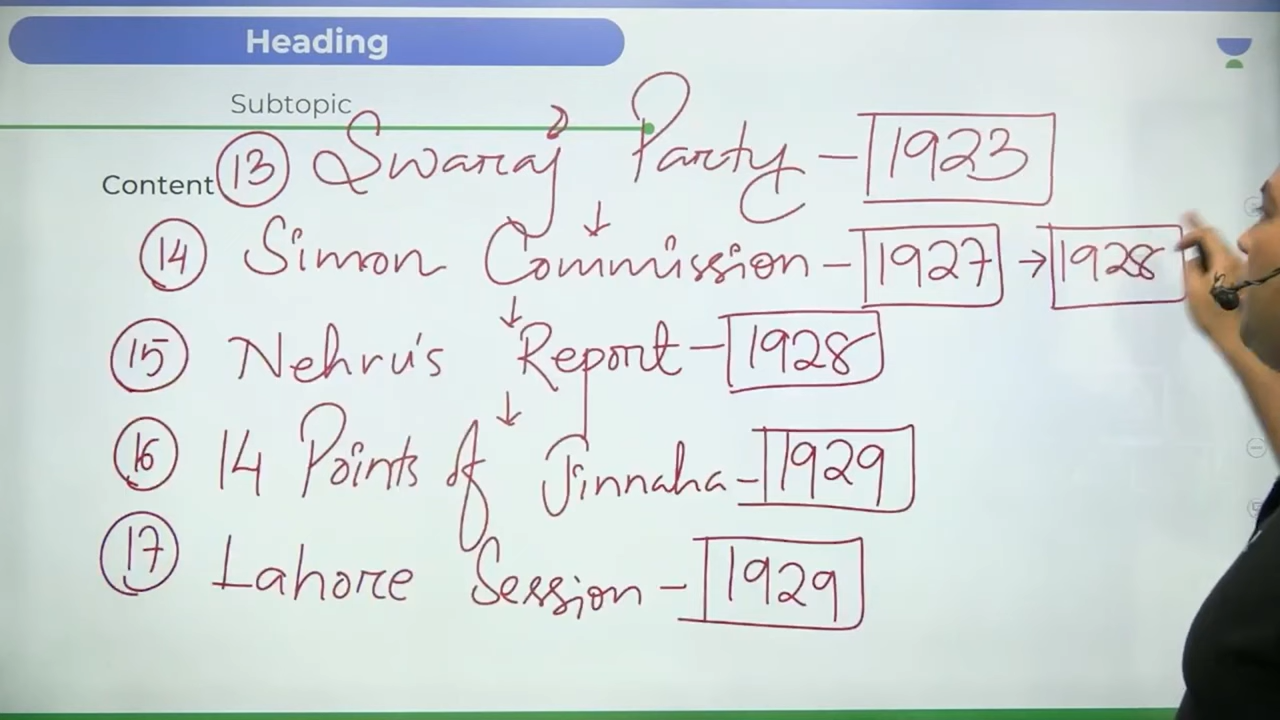 Heading
Subtopic
Content
13 Swaraj Party - 1923
14 Simon Commission - 1927 → 1928
15 Nehru's Report - 1928
16 14 Points of Jinnaha - 1929
17 Lahore Session - 1929